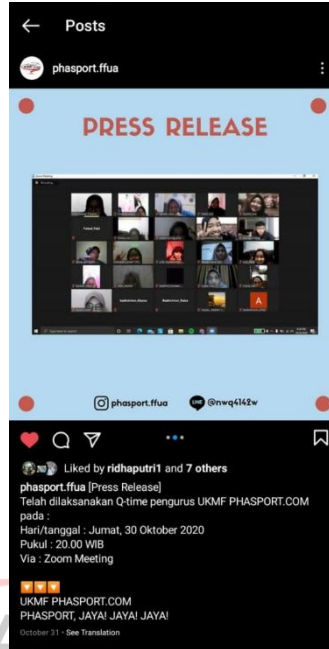 Posts
phasport.ffua
PRESS RELEASE
A
phasport.ffua @nwq4142w
Liked by ridhaputri1 and 7 others
phasport.ffua [Press Release]
Telah dilaksanakan Q-time pengurus UKMF PHASPORT.COM
pada :
Hari/tanggal : Jumat, 30 Oktober 2020
Pukul : 20.00 WIB
Via : Zoom Meeting
UKMF PHASPORT.COM
PHASPORT, JAYA! JAYA! JAYA!
October 31 · See Translation